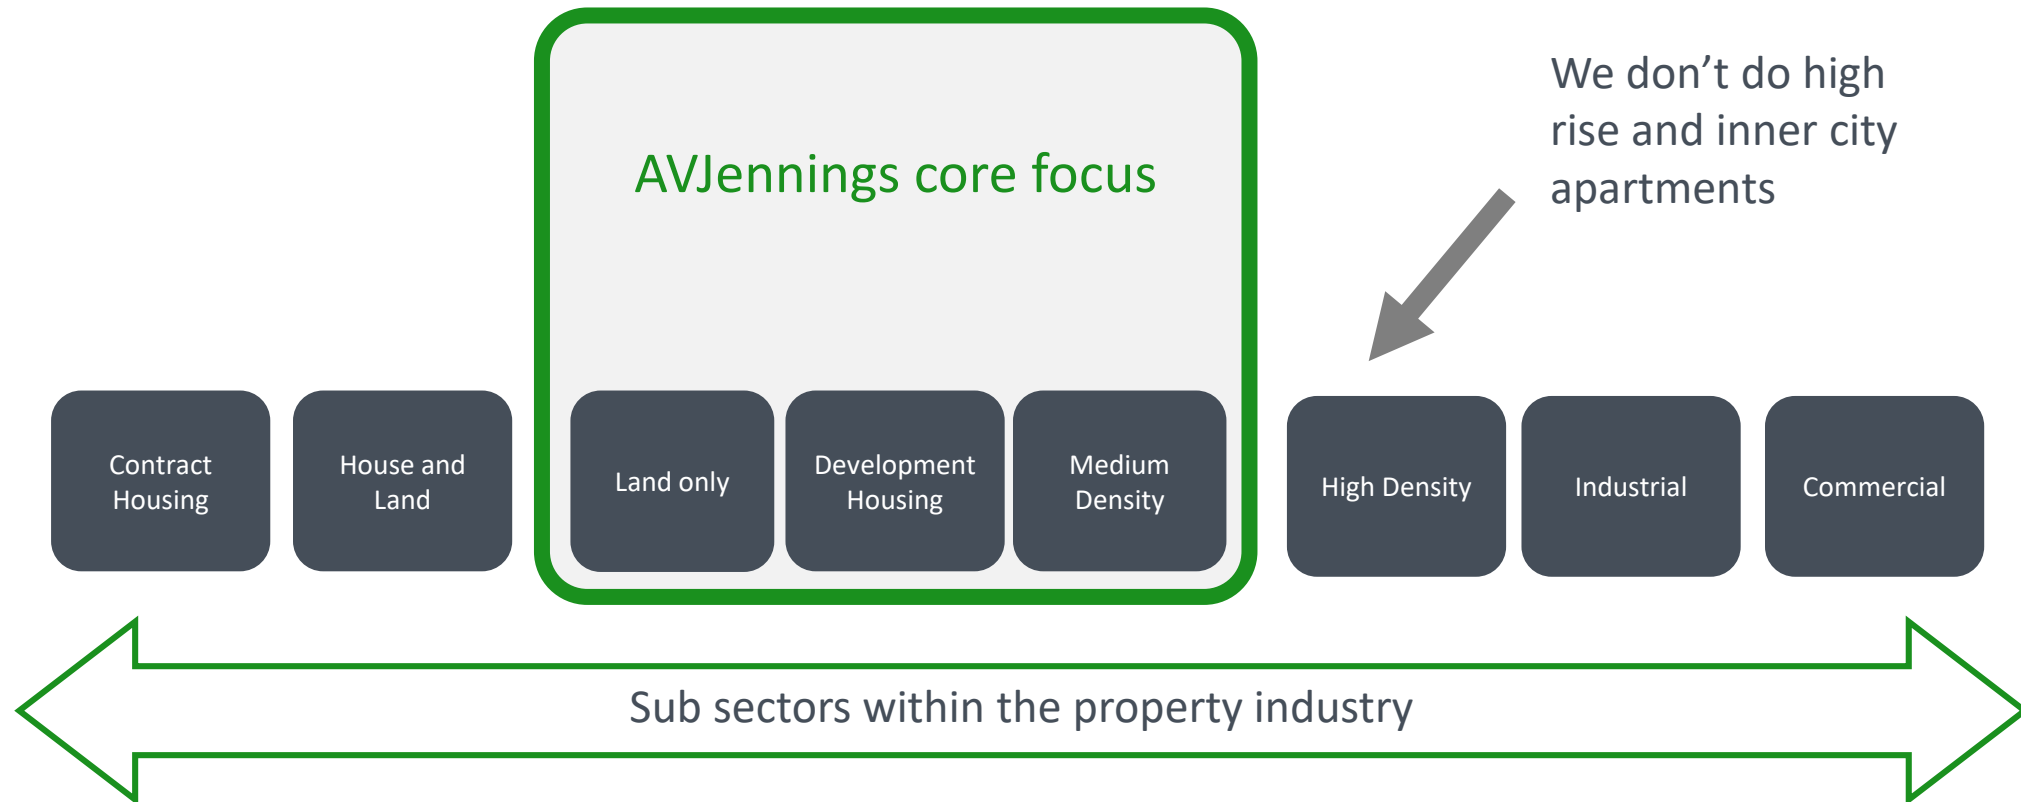 AVJennings core focus
We don’t do high
rise and inner city
apartments
Contract
Housing
House and
Land
Land only
Development
Housing
Medium
Density
High Density
Industrial
Commercial
Sub sectors within the property industry